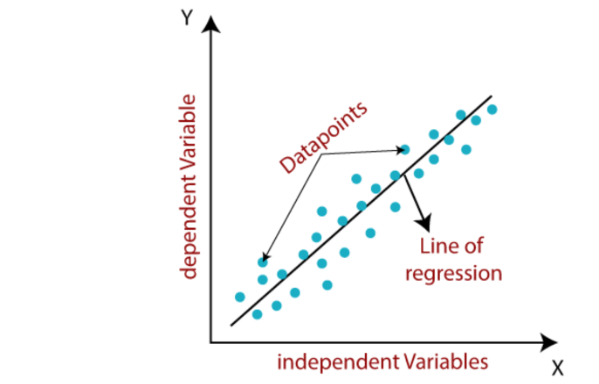 Y
dependent Variable
Datapoints
Line of
regression
independent Variables
X